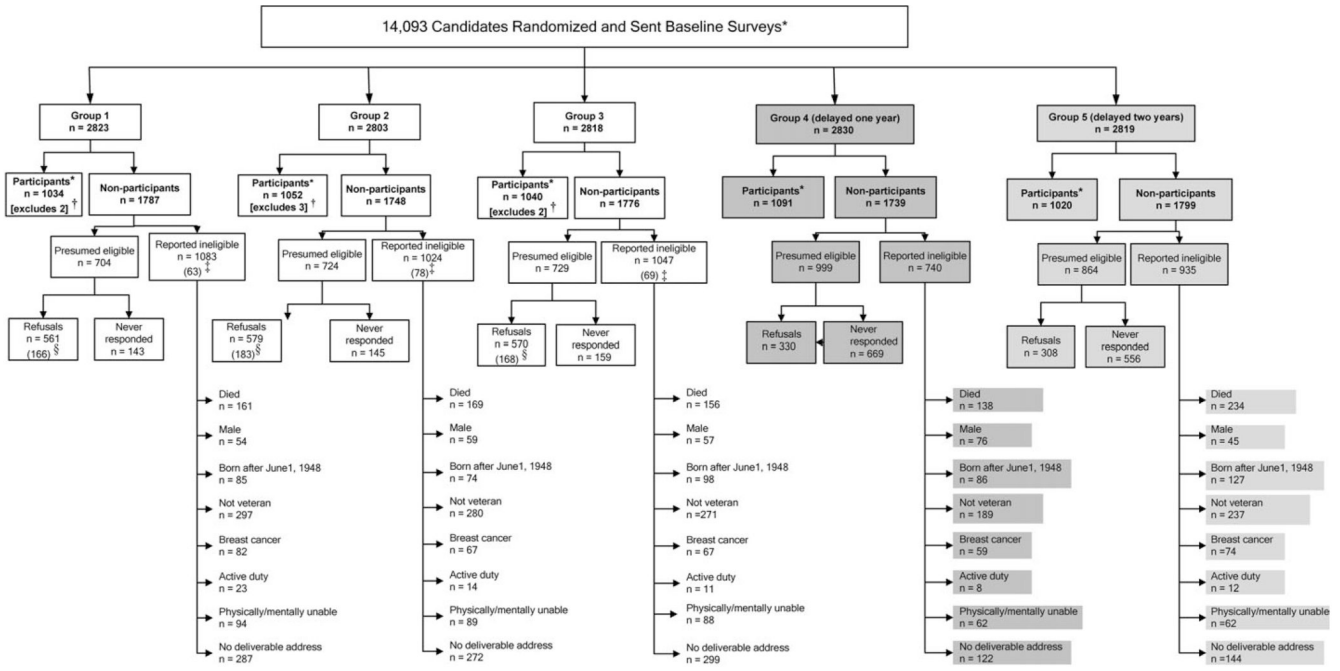 14,093 Candidates Randomized and Sent Baseline Surveys*
Group 1
n = 2823
Group 2
n = 2803
Group 3
n = 2818
Group 4 (delayed one year)
n = 2830
Group 5 (delayed two years)
n = 2819
Participants*
n = 1034
[excludes 2] †
Non-participants
n = 1787
Participants*
n = 1052
[excludes 3] †
Non-participants
n = 1748
Participants*
n = 1040
[excludes 2] †
Non-participants
n = 1776
Participants*
n = 1091
Non-participants
n = 1739
Participants*
n = 1020
Non-participants
n = 1799
Presumed eligible
n = 704
Reported ineligible
n = 1083
(63) ‡
Presumed eligible
n = 724
Reported ineligible
n = 1024
(78) ‡
Presumed eligible
n = 729
Reported ineligible
n = 1047
(69) ‡
Presumed eligible
n = 999
Reported ineligible
n = 740
Presumed eligible
n = 864
Reported ineligible
n = 935
Refusals
n = 561
(166) §
Never
responded
n = 143
Refusals
n = 579
(183) §
Never
responded
n = 145
Refusals
n = 570
(168) §
Never
responded
n = 159
Refusals
n = 330
Never
responded
n = 669
Refusals
n = 308
Never
responded
n = 556
Died
n = 161
Male
n = 54
Born after June1, 1948
n = 85
Not veteran
n = 297
Breast cancer
n = 82
Active duty
n = 23
Physically/mentally unable
n = 94
No deliverable address
n = 287
Died
n = 169
Male
n = 59
Born after June1, 1948
n = 74
Not veteran
n = 280
Breast cancer
n = 67
Active duty
n = 14
Physically/mentally unable
n = 89
No deliverable address
n = 272
Died
n = 156
Male
n = 57
Born after June1, 1948
n = 98
Not veteran
n =271
Breast cancer
n = 67
Active duty
n = 11
Physically/mentally unable
n = 88
No deliverable address
n = 299
Died
n = 138
Male
n = 76
Born after June1, 1948
n = 86
Not veteran
n = 189
Breast cancer
n = 59
Active duty
n = 8
Physically/mentally unable
n = 62
No deliverable address
n = 122
Died
n = 234
Male
n = 45
Born after June1, 1948
n = 127
Not veteran
n = 237
Breast cancer
n =74
Active duty
n = 12
Physically/mentally unable
n =62
No deliverable address
n =144